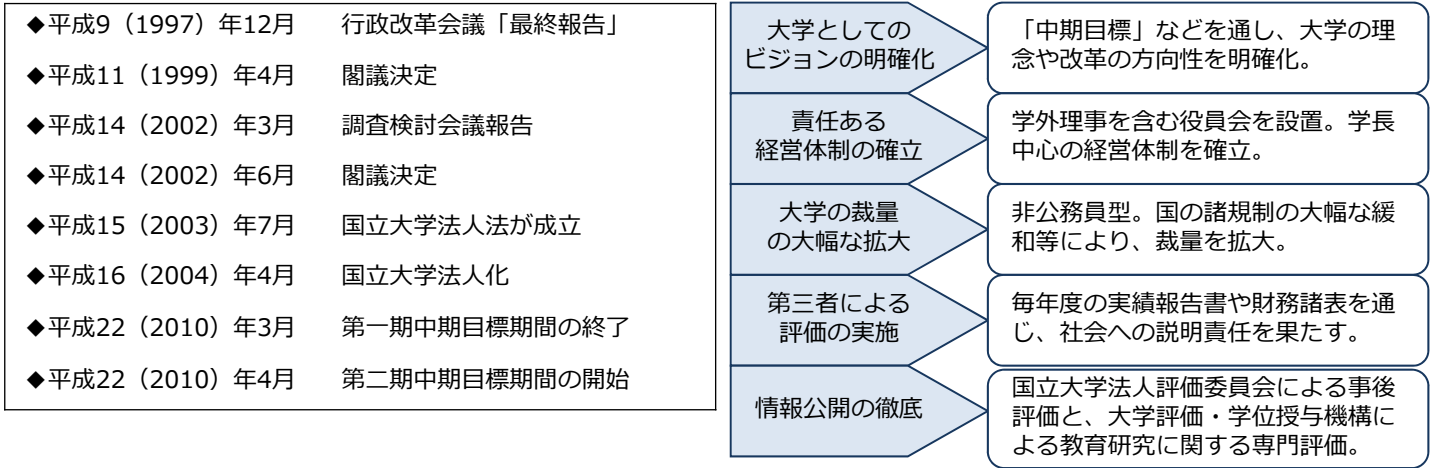 ◆平成9（1997）年12月　　行政改革会議「最終報告」
◆平成11（1999）年4月　　閣議決定
◆平成14（2002）年3月　　調査検討会議報告
◆平成14（2002）年6月　　閣議決定
◆平成15（2003）年7月　　国立大学法人法が成立
◆平成16（2004）年4月　　国立大学法人化
◆平成22（2010）年3月　　第一期中期目標期間の終了
◆平成22（2010）年4月　　第二期中期目標期間の開始
大学としての
ビジョンの明確化
「中期目標」などを通し、大学の理
念や改革の方向性を明確化。
責任ある
経営体制の確立
学外理事を含む役員会を設置。学長
中心の経営体制を確立。
大学の裁量
の大幅な拡大
非公務員型。国の諸規制の大幅な緩
和等により、裁量を拡大。
第三者による
評価の実施
毎年度の実績報告書や財務諸表を通
じ、社会への説明責任を果たす。
情報公開の徹底
国立大学法人評価委員会による事後
評価と、大学評価・学位授与機構に
よる教育研究に関する専門評価。